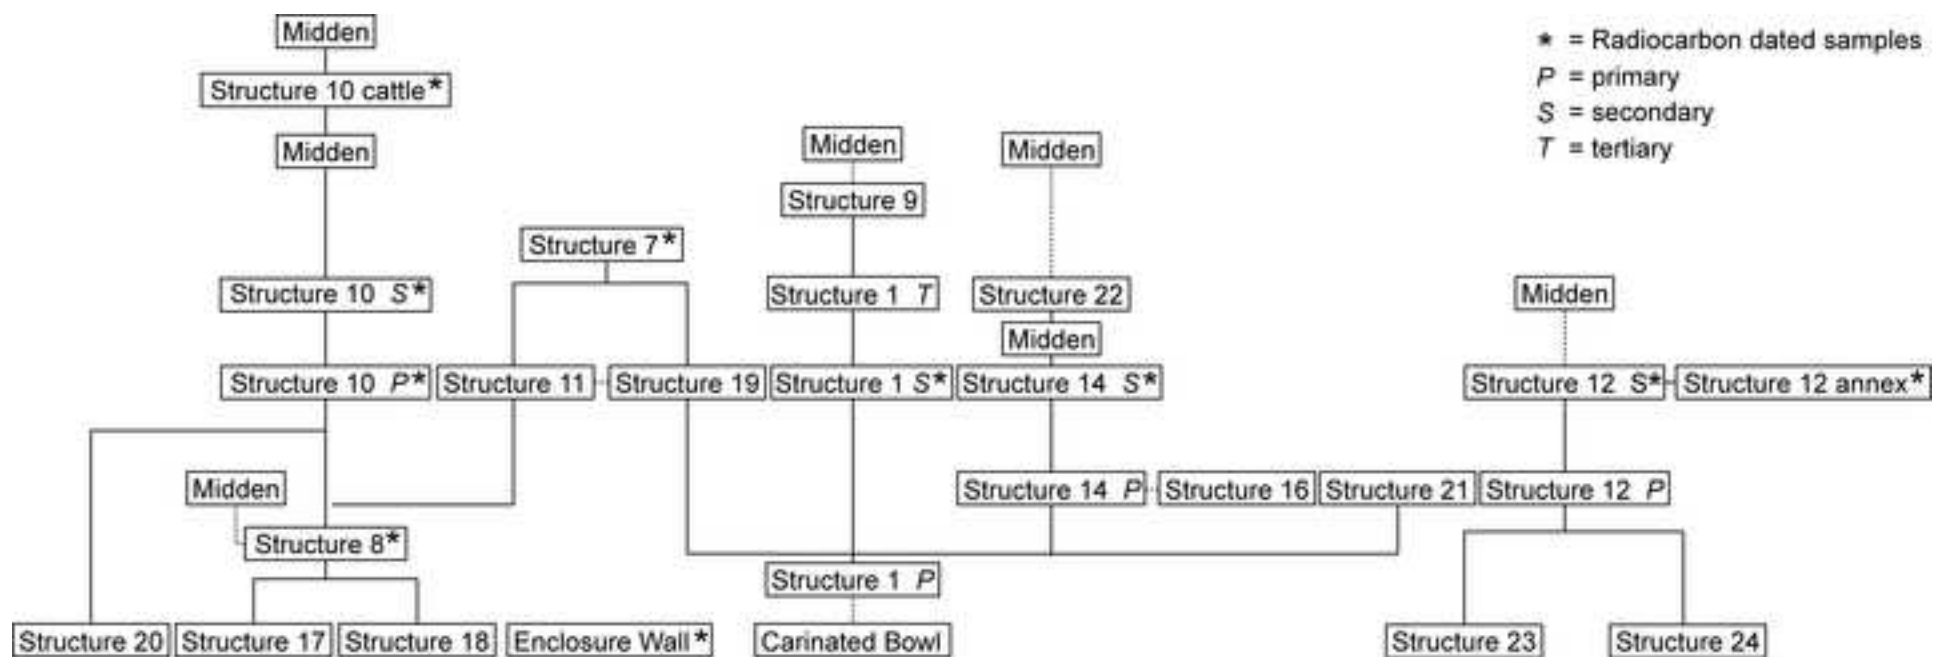 Midden
Structure 10 cattle*
Midden
* = Radiocarbon dated samples
P = primary
S = secondary
T = tertiary
Midden
Midden
Structure 9
Structure 7*
Structure 10 S*
Structure 1 T
Structure 22
Midden
Midden
Structure 10 P*
Structure 11
Structure 19
Structure 1 S*
Structure 14 S*
Structure 12 S*
Structure 12 annex*
Midden
Structure 14 P
Structure 16
Structure 21
Structure 12 P
Structure 8*
Structure 1 P
Structure 20
Structure 17
Structure 18
Enclosure Wall*
Carinated Bowl
Structure 23
Structure 24